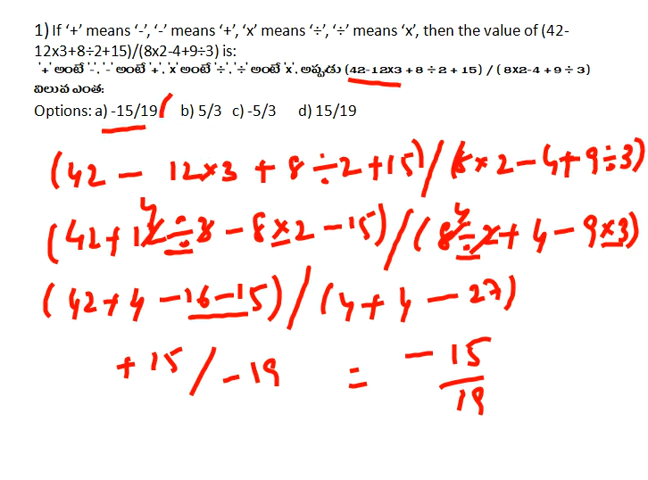 1) If ‘+’ means ‘-’, ‘-’ means ‘+’, ‘x’ means ‘÷’, ‘÷’ means ‘x’, then the value of (42-
12x3+8÷2+15)/(8x2-4+9÷3) is:
'+' అంటే '-', '-' అంటే '+', 'x' అంటే '÷', '÷' అంటే 'x', అప్పుడు (42-12X3 + 8 ÷ 2 + 15) / ( 8X2-4 + 9 ÷ 3)
విలువ ఎంత:
Options: a) -15/19 b) 5/3 c) -5/3 d) 15/19
(42 - 12x3 + 8÷2+15)/(8x2-4+9÷3)
(42+12÷3 - 8x2 - 15)/(8÷2+4-9x3) 4 4
(42+4 - 16-15)/(4+4-27)
+15/-19 = -15/19